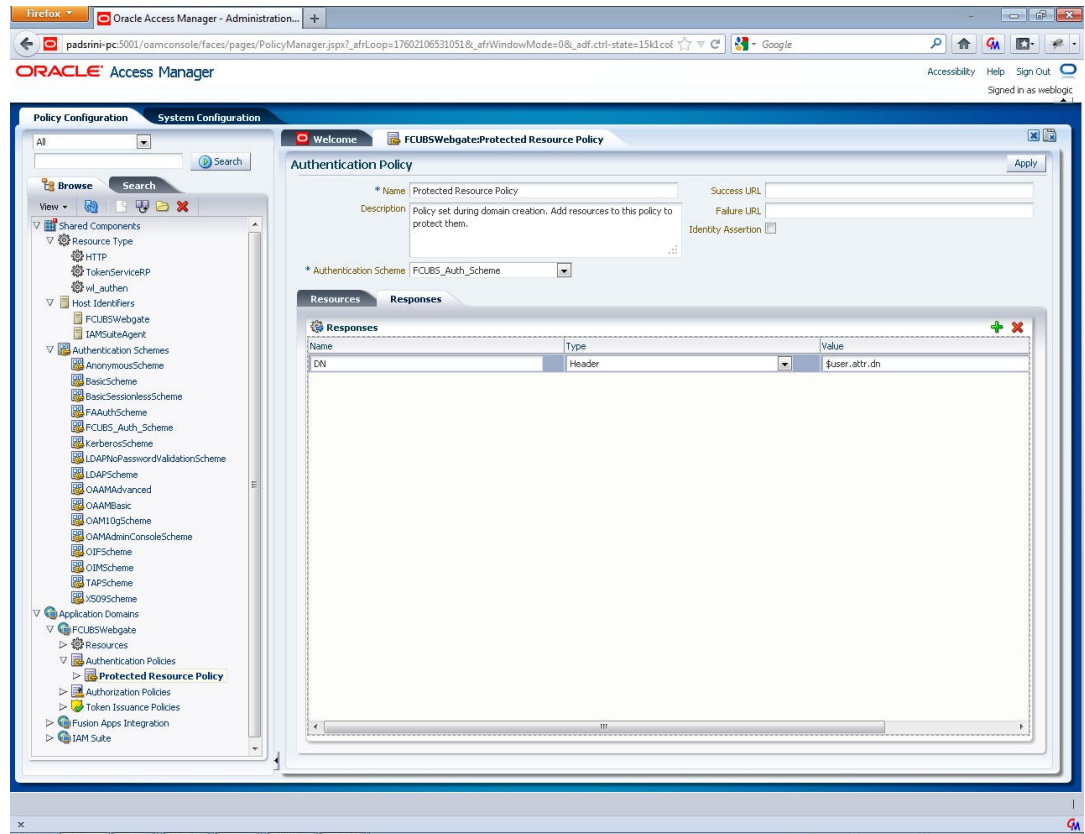 Firefox
Oracle Access Manager - Administration...
padsrini-pc:5001/oamconsole/faces/pages/PolicyManager.jspx?_afrLoop=17602106531051&_afrWindowMode=0&_adf.ctrl-state=15k1cof
Google
ORACLE Access Manager
Accessibility Help Sign Out
Signed in as weblogic
Policy Configuration System Configuration
All
Search
Browse Search
View
Shared Components
Resource Type
HTTP
TokenServiceRP
wl_authen
Host Identifiers
FCUBSWebgate
IAMSuiteAgent
Authentication Schemes
AnonymousScheme
BasicScheme
BasicSessionlessScheme
FAAuthScheme
FCUBS_Auth_Scheme
KerberosScheme
LDAPNoPasswordValidationScheme
LDAPScheme
OAAMAdvanced
OAAMBasic
OAM10gScheme
OAMAdminConsoleScheme
OIFScheme
OIMScheme
TAPScheme
X509Scheme
Application Domains
FCUBSWebgate
Resources
Authentication Policies
Protected Resource Policy
Authorization Policies
Token Issuance Policies
Fusion Apps Integration
IAM Suite
Welcome FCUBSWebgate:Protected Resource Policy
Authentication Policy Apply
* Name Protected Resource Policy
Description Policy set during domain creation. Add resources to this policy to
protect them.
* Authentication Scheme FCUBS_Auth_Scheme
Success URL
Failure URL
Identity Assertion
Resources Responses
Responses
Name Type Value
DN Header $user.attr.dn